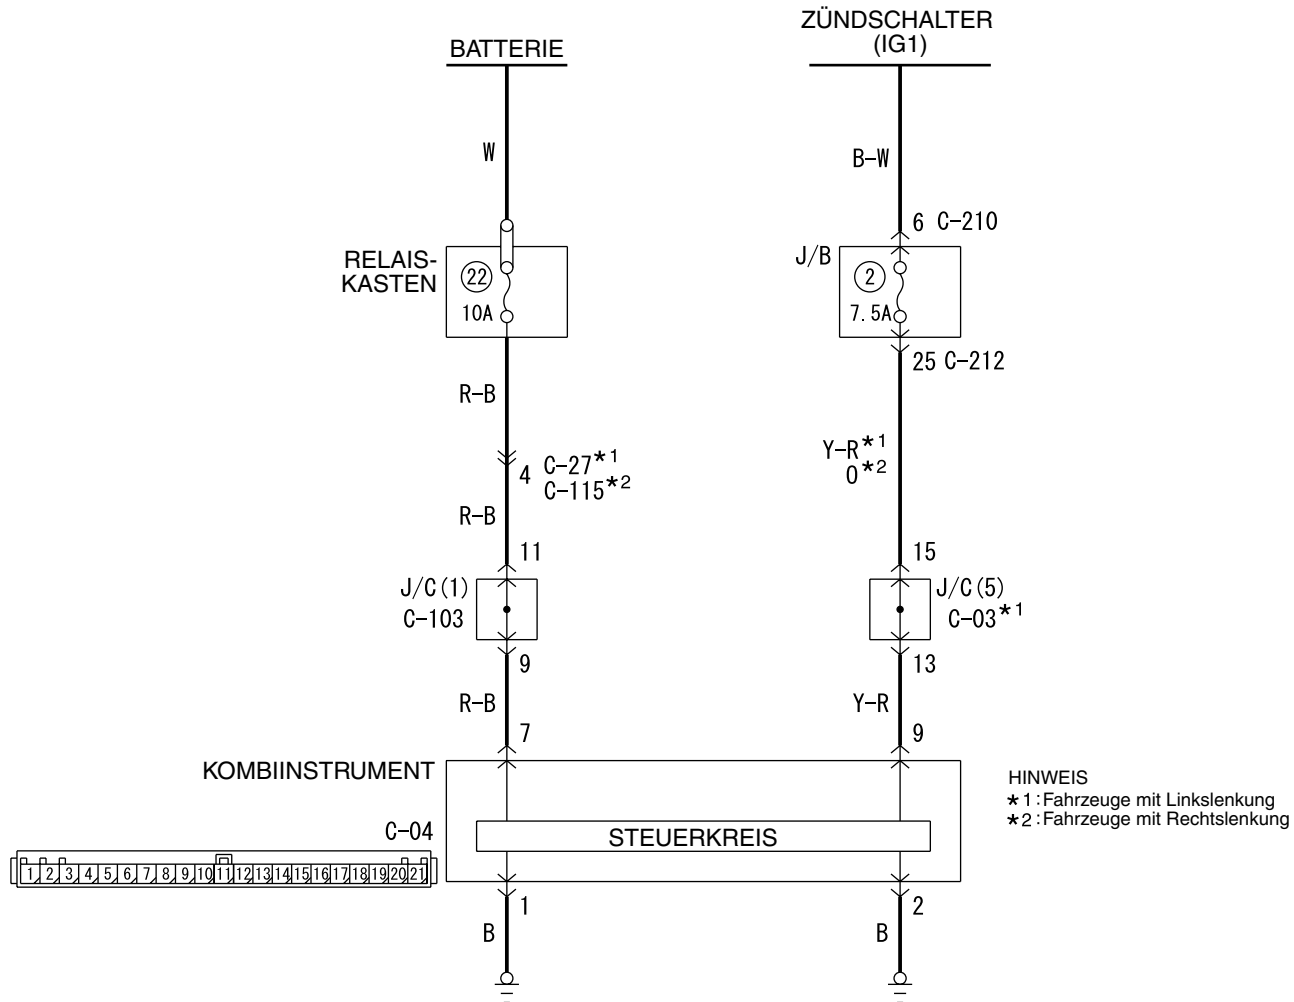 ZÜNDSCHALTER
(IG1)
BATTERIE
W
B-W
6 C-210
RELAIS-
KASTEN
22
10A
J/B
2
7.5A
25 C-212
R-B
4
C-27*1
C-115*2
Y-R*1
O*2
R-B
11
15
J/C(1)
C-103
J/C(5)
C-03*1
9
13
R-B
Y-R
7
9
KOMBIINSTRUMENT
HINWEIS
*1:Fahrzeuge mit Linkslenkung
*2:Fahrzeuge mit Rechtslenkung
C-04
STEUERKREIS
1 2 3 4 5 6 7 8 9 10 11 12 13 14 15 16 17 18 19 20 21
1
2
B
B